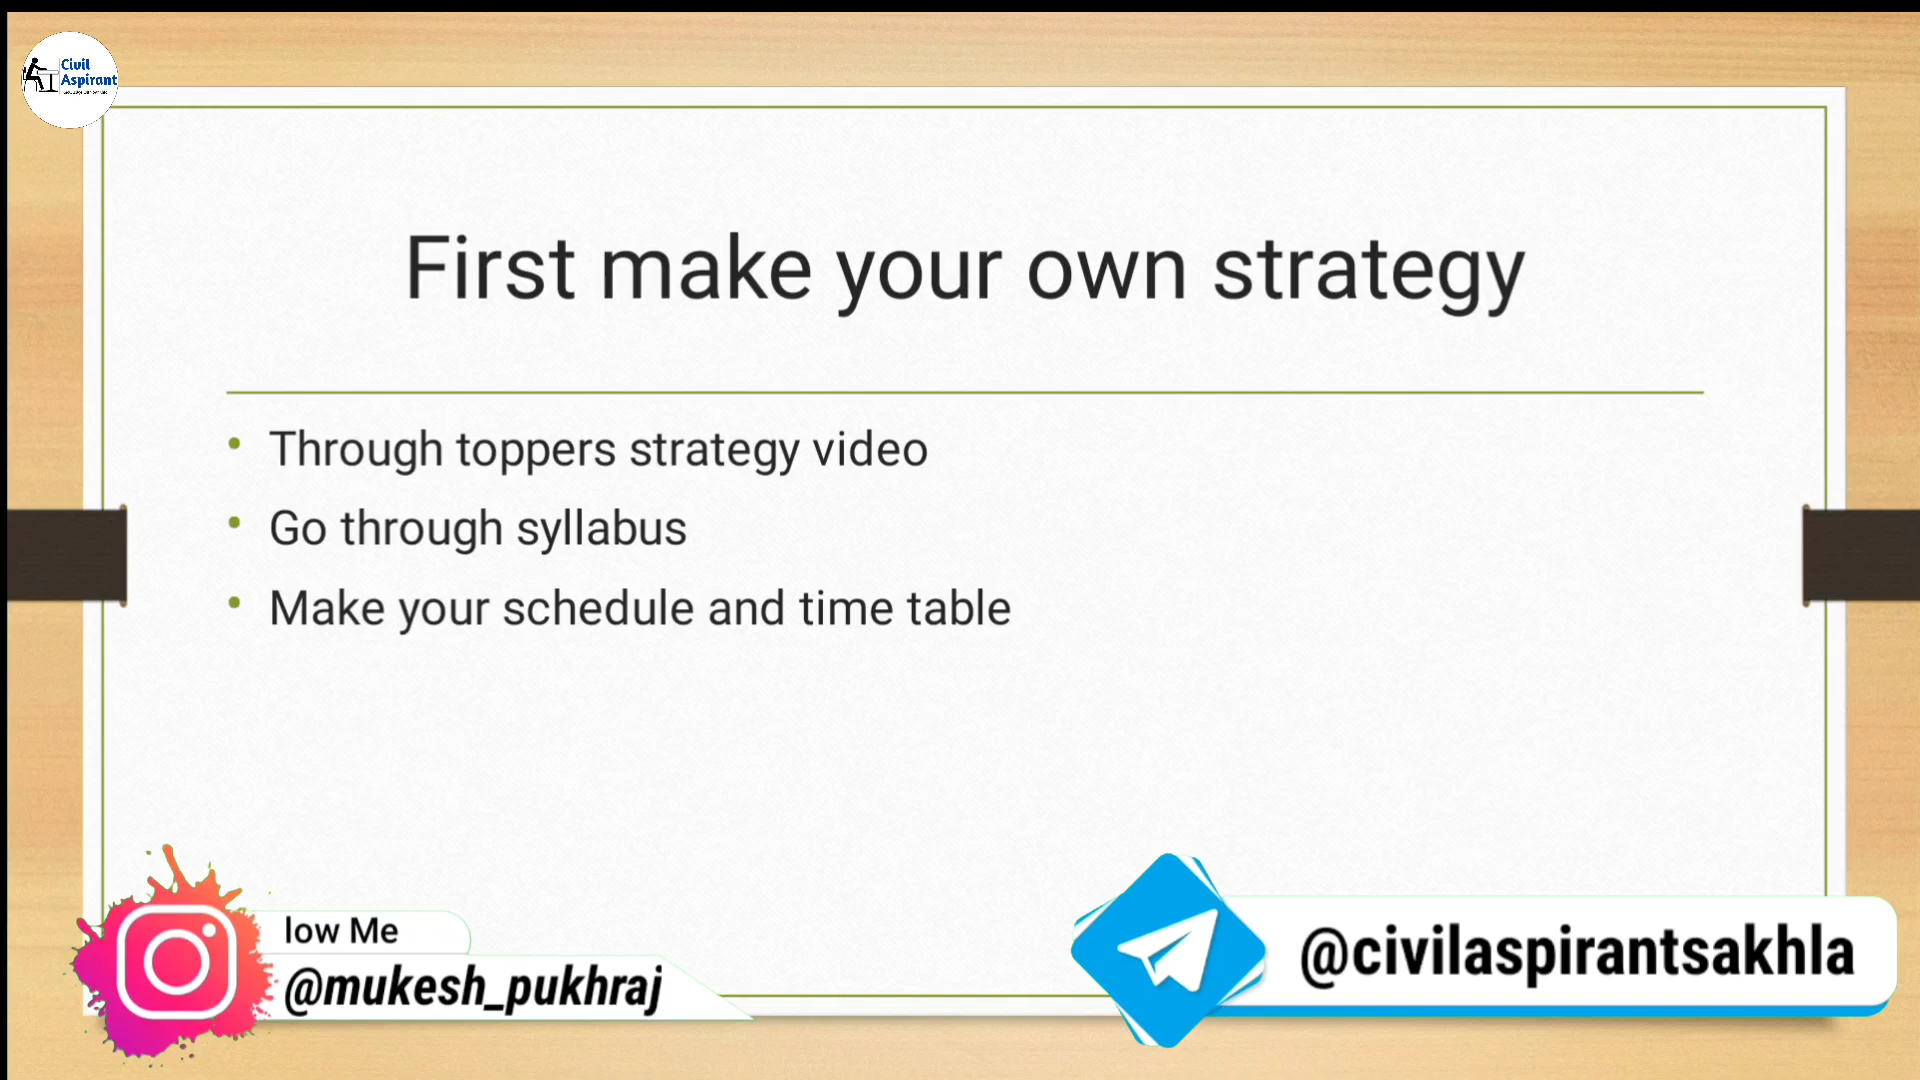 Civil
Aspirant
First make your own strategy
• Through toppers strategy video
• Go through syllabus
• Make your schedule and time table
low Me
@mukesh_pukhraj
@civilaspirantsakhla